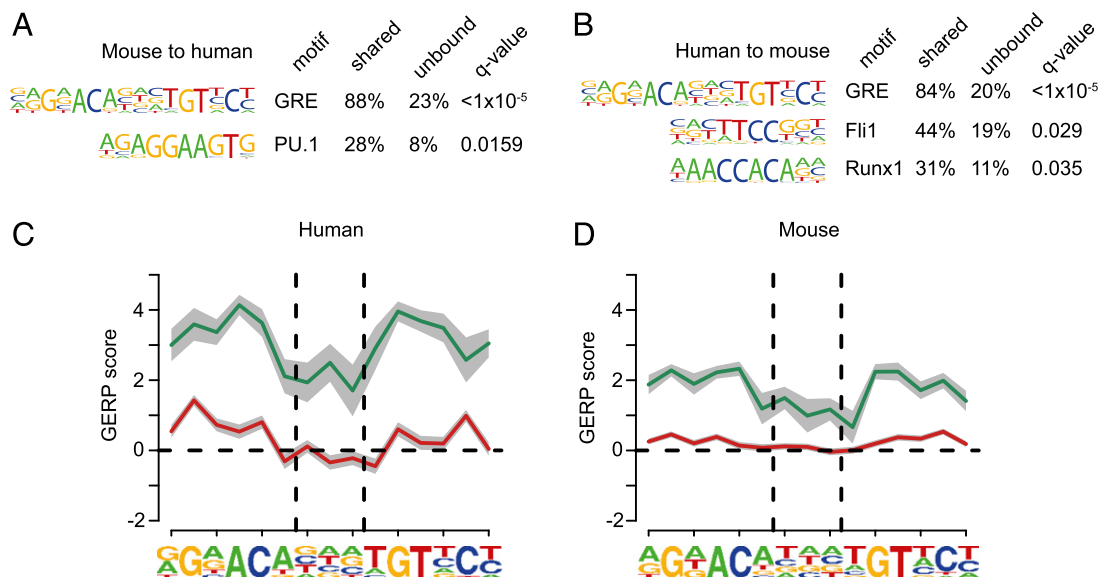 A
Mouse to human
motif
shared
unbound
q-value
GRE 88% 23% <1x10-5
PU.1 28% 8% 0.0159
AGAGGAAGTG
B
Human to mouse
motif
shared
unbound
q-value
GRE 84% 20% <1x10-5
Fli1 44% 19% 0.029
Runx1 31% 11% 0.035
C
Human
GERP score
4
2
0
-2
D
Mouse
GERP score
4
2
0
-2